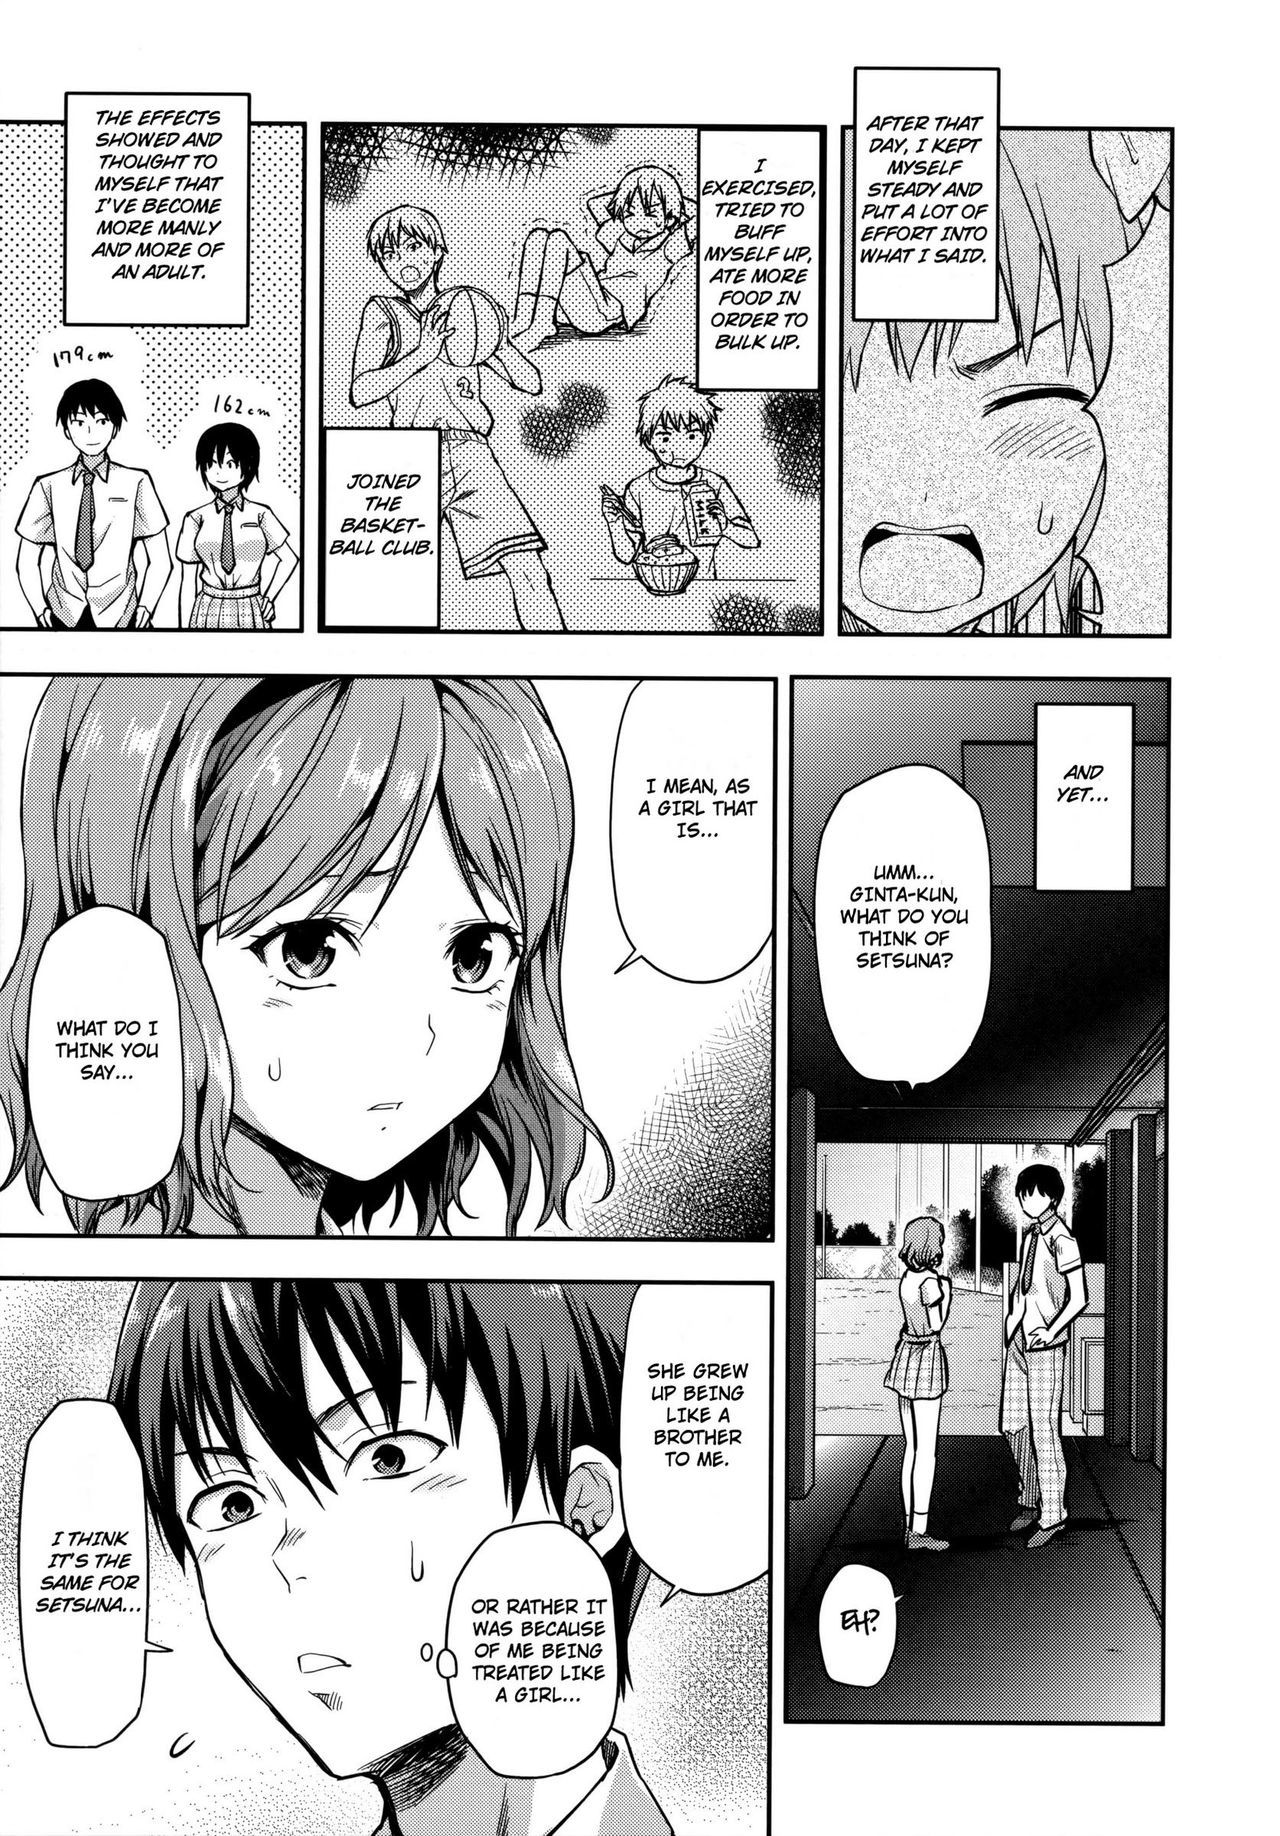 AFTER THAT
DAY, I KEPT
MYSELF
STEADY AND
PUT A LOT OF
EFFORT INTO
WHAT I SAID.
I
EXERCISED,
TRIED TO
BUFF
MYSELF UP,
ATE MORE
FOOD IN
ORDER TO
BULK UP.
2
MILK
JOINED
THE
BASKET-
BALL CLUB.
THE EFFECTS
SHOWED AND
THOUGHT TO
MYSELF THAT
I'VE BECOME
MORE MANLY
AND MORE OF
AN ADULT.
179cm
162cm
AND
YET...
UMM...
GINTA-KUN,
WHAT DO YOU
THINK OF
SETSUNA?
EH?
I MEAN, AS
A GIRL THAT
IS...
WHAT DO I
THINK YOU
SAY...
SHE GREW
UP BEING
LIKE A
BROTHER
TO ME.
OR RATHER IT
WAS BECAUSE
OF ME BEING
TREATED LIKE
A GIRL...
I THINK
IT'S THE
SAME FOR
SETSUNA...